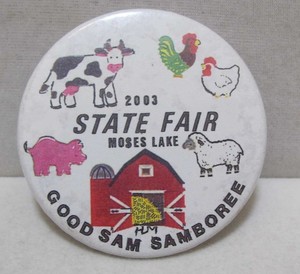 2003
STATE FAIR
MOSES LAKE
GOOD SAM SAMBOREE